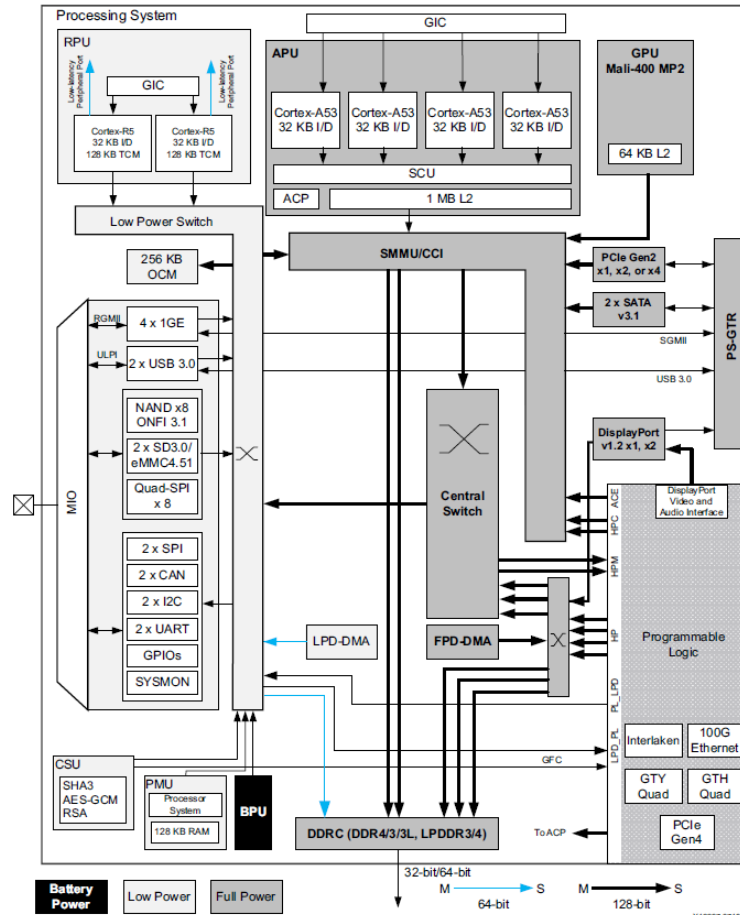 Processing System
RPU
Low-latency
Peripheral Port
Low-latency
Peripheral Port
GIC
Cortex-R5
32 KB I/D
128 KB TCM
Cortex-R5
32 KB I/D
128 KB TCM
GIC
APU
Cortex-A53
32 KB I/D
Cortex-A53
32 KB I/D
Cortex-A53
32 KB I/D
Cortex-A53
32 KB I/D
SCU
ACP
1 MB L2
GPU
Mali-400 MP2
64 KB L2
Low Power Switch
256 KB
OCM
SMMU/CCI
PCIe Gen2
x1, x2, or x4
2 x SATA
v3.1
PS-GTR
RGMII
4 x 1GE
ULPI
2 x USB 3.0
SGMII
USB 3.0
MIO
NAND x8
ONFI 3.1
2 x SD3.0/
eMMC4.51
Quad-SPI
x 8
Central
Switch
DisplayPort
v1.2 x1, x2
DisplayPort
Video and
Audio Interface
ACE
HPC
HPM
HP
PL_LPD
LPD_PL
2 x SPI
2 x CAN
2 x I2C
2 x UART
GPIOs
SYSMON
LPD-DMA
FPD-DMA
Programmable
Logic
Interlaken
100G
Ethernet
GTY
Quad
GTH
Quad
PCIe
Gen4
GFC
CSU
SHA3
AES-GCM
RSA
PMU
Processor
System
128 KB RAM
BPU
DDRC (DDR4/3/3L, LPDDR3/4)
To ACP
32-bit/64-bit
Battery
Power
Low Power
Full Power
M
S
64-bit
M
S
128-bit